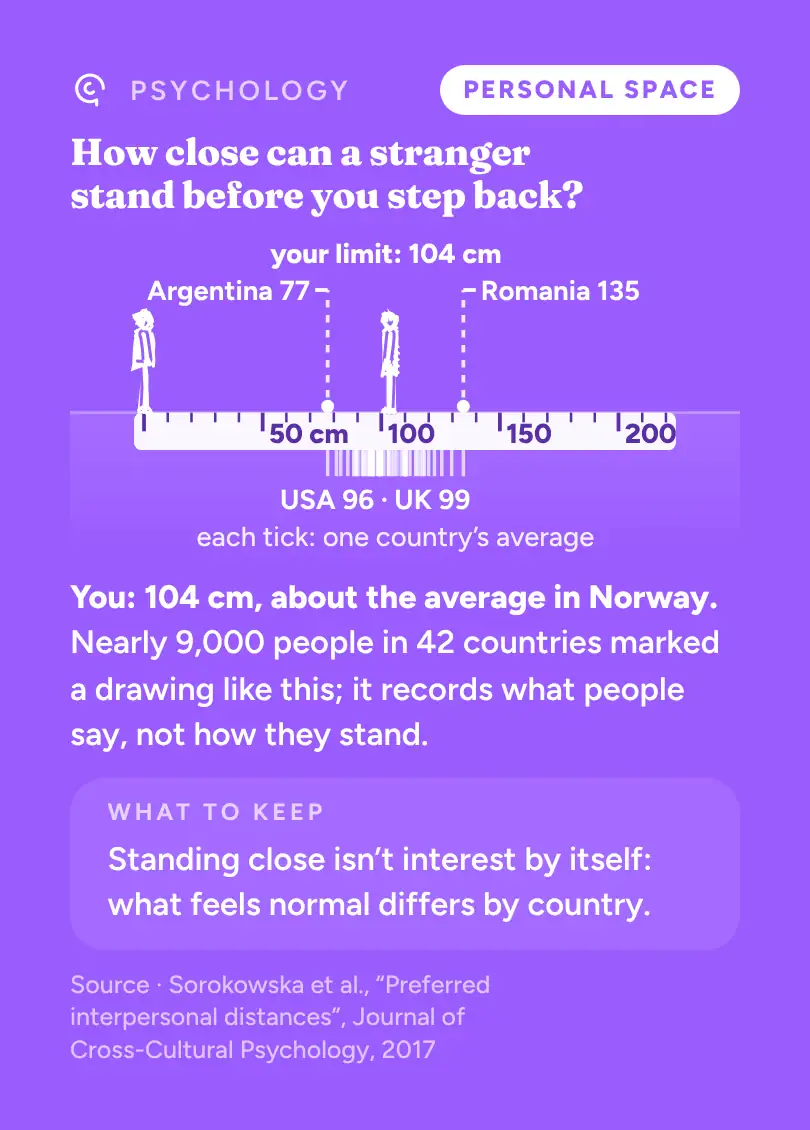 PSYCHOLOGY
PERSONAL SPACE
How close can a stranger
stand before you step back?
your limit: 104 cm
Argentina 77
Romania 135
50 cm 100 150 200
USA 96 · UK 99
each tick: one country’s average
You: 104 cm, about the average in Norway.
Nearly 9,000 people in 42 countries marked
a drawing like this; it records what people
say, not how they stand.
WHAT TO KEEP
Standing close isn’t interest by itself:
what feels normal differs by country.
Source · Sorokowska et al., “Preferred
interpersonal distances”, Journal of
Cross-Cultural Psychology, 2017